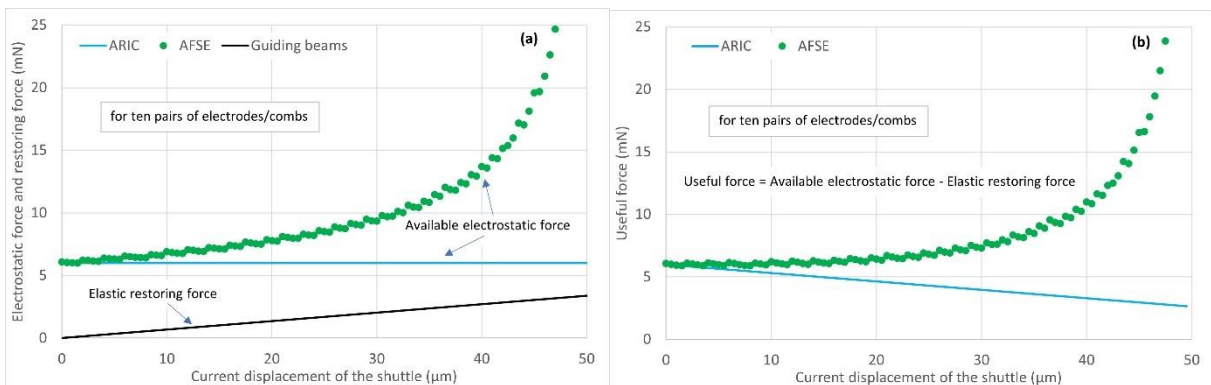 Electrostatic force and restoring force (mN)
25
20
15
10
5
0
ARIC
AFSE
Guiding beams
(a)
for ten pairs of electrodes/combs
Available electrostatic force
Elastic restoring force
0 10 20 30 40 50
Current displacement of the shuttle (μm)
Useful force (mN)
25
20
15
10
5
0
ARIC
AFSE
(b)
for ten pairs of electrodes/combs
Useful force = Available electrostatic force - Elastic restoring force
0 10 20 30 40 50
Current displacement of the shuttle (μm)